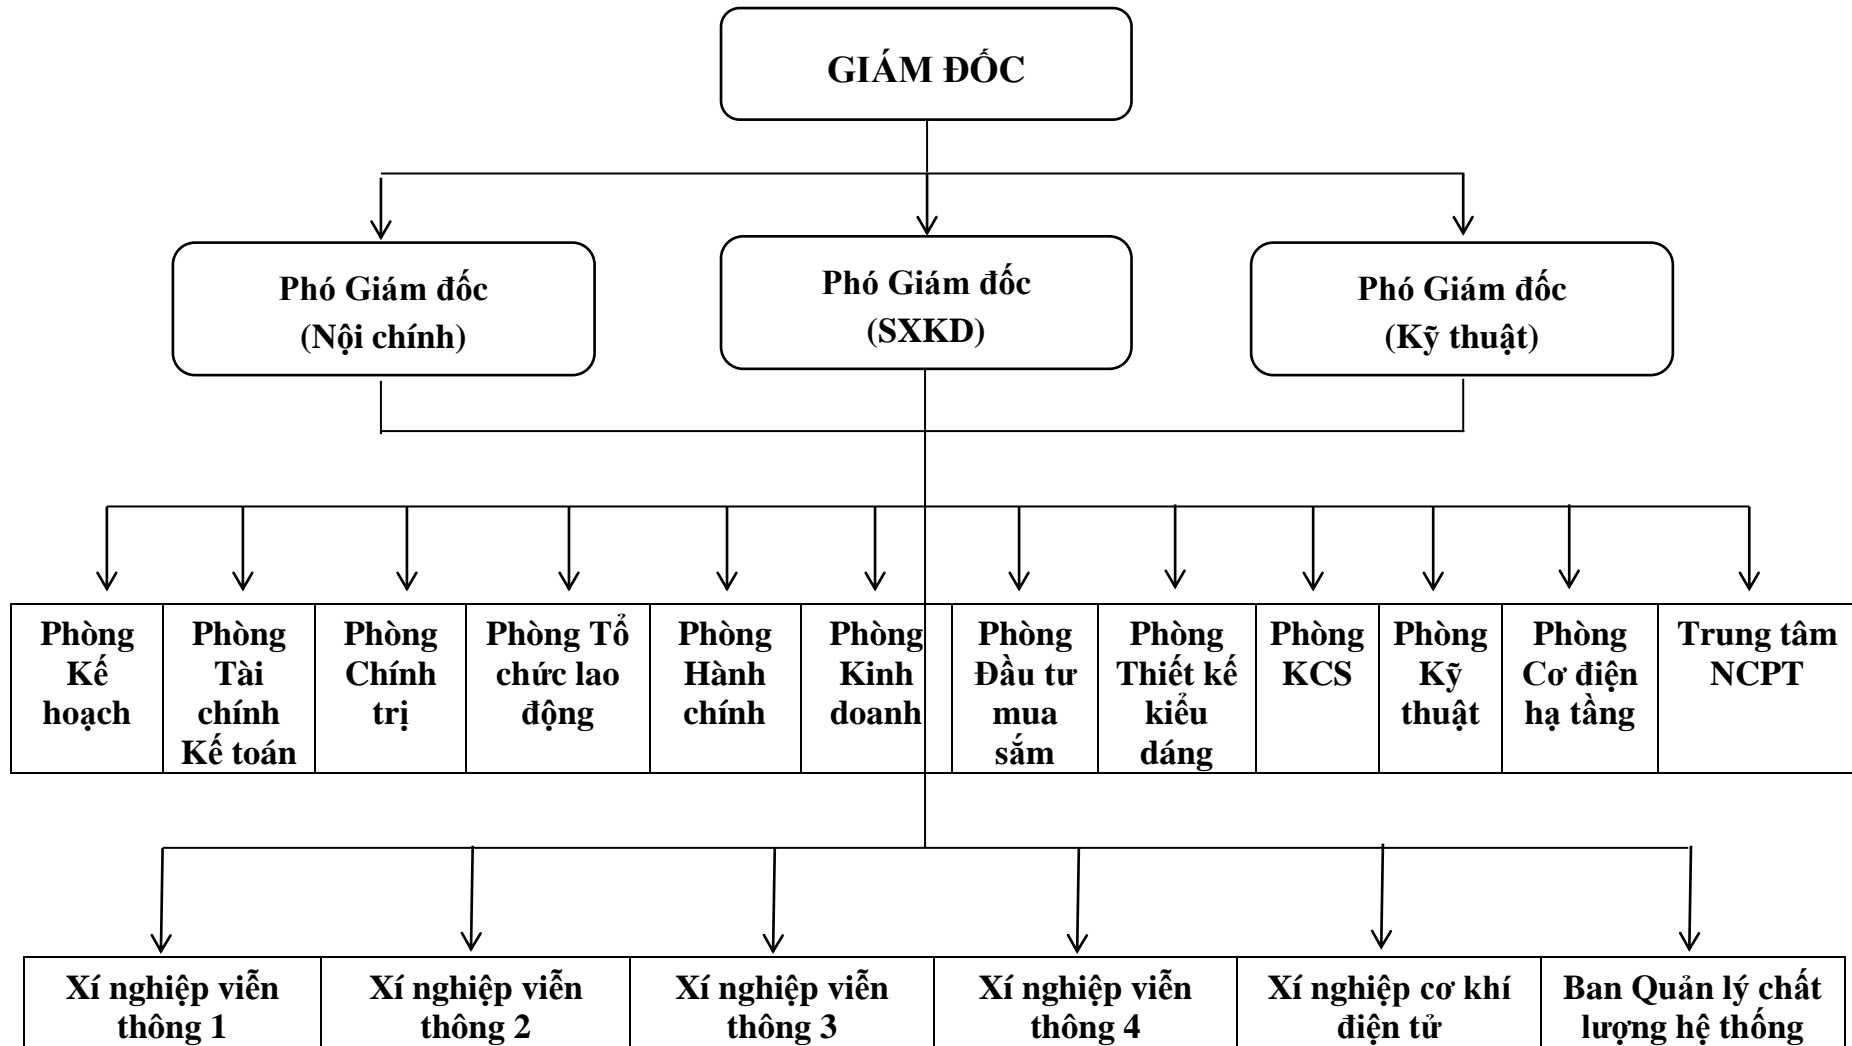 GIÁM ĐỐC
Phó Giám đốc
(Nội chính)
Phó Giám đốc
(SXKD)
Phó Giám đốc
(Kỹ thuật)
Phòng
Kế
hoạch
Phòng
Tài
chính
Kế toán
Phòng
Chính
trị
Phòng Tổ
chức lao
động
Phòng
Hành
chính
Phòng
Kinh
doanh
Phòng
Đầu tư
mua
sắm
Phòng
Thiết kế
kiểu
dáng
Phòng
KCS
Phòng
Kỹ
thuật
Phòng
Cơ điện
hạ tầng
Trung tâm
NCPT
Xí nghiệp viễn
thông 1
Xí nghiệp viễn
thông 2
Xí nghiệp viễn
thông 3
Xí nghiệp viễn
thông 4
Xí nghiệp cơ khí
điện tử
Ban Quản lý chất
lượng hệ thống